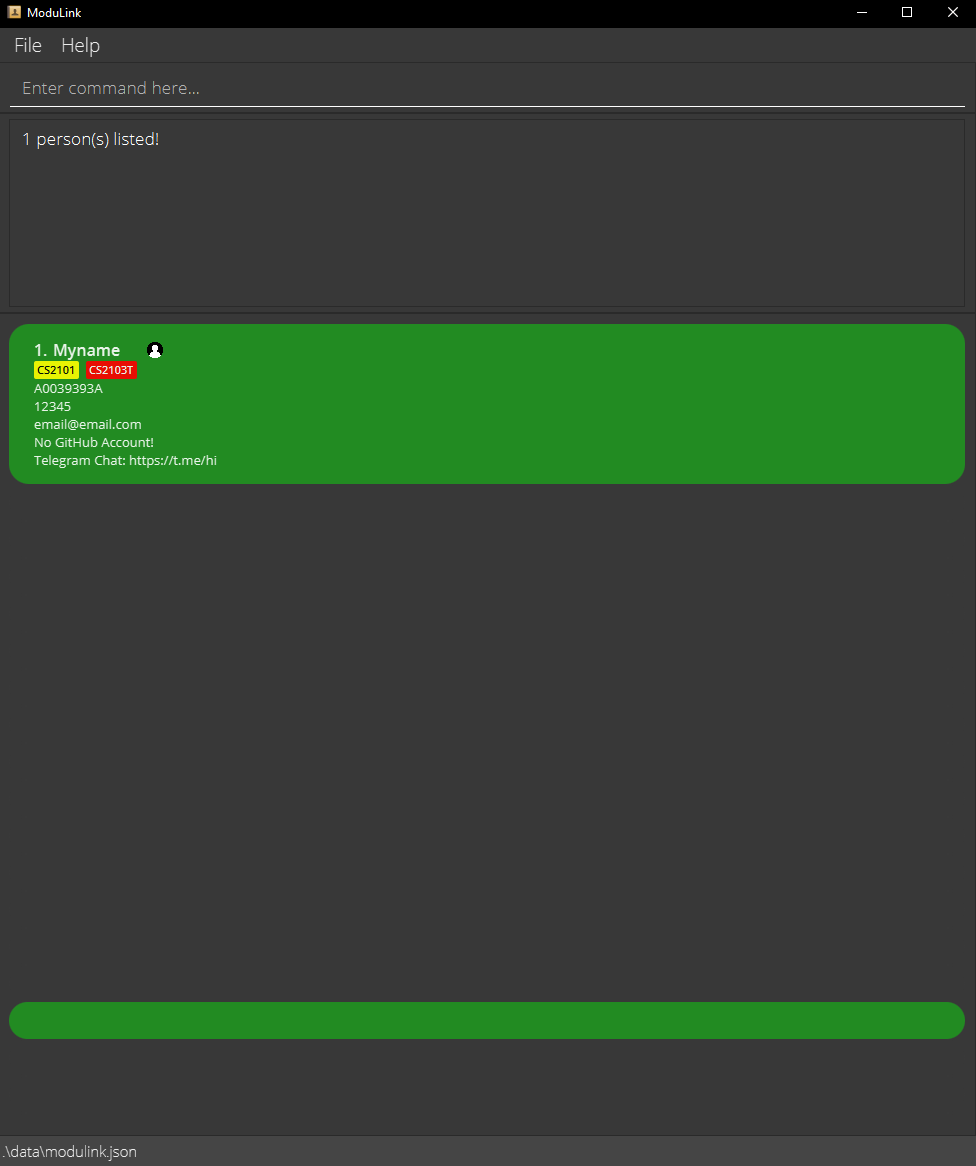 ModuLink
File Help
Enter command here...
1 person(s) listed!
1. Myname
CS2101 CS2103T
A0039393A
12345
email@email.com
No GitHub Account!
Telegram Chat: https://t.me/hi
.\data\modulink.json